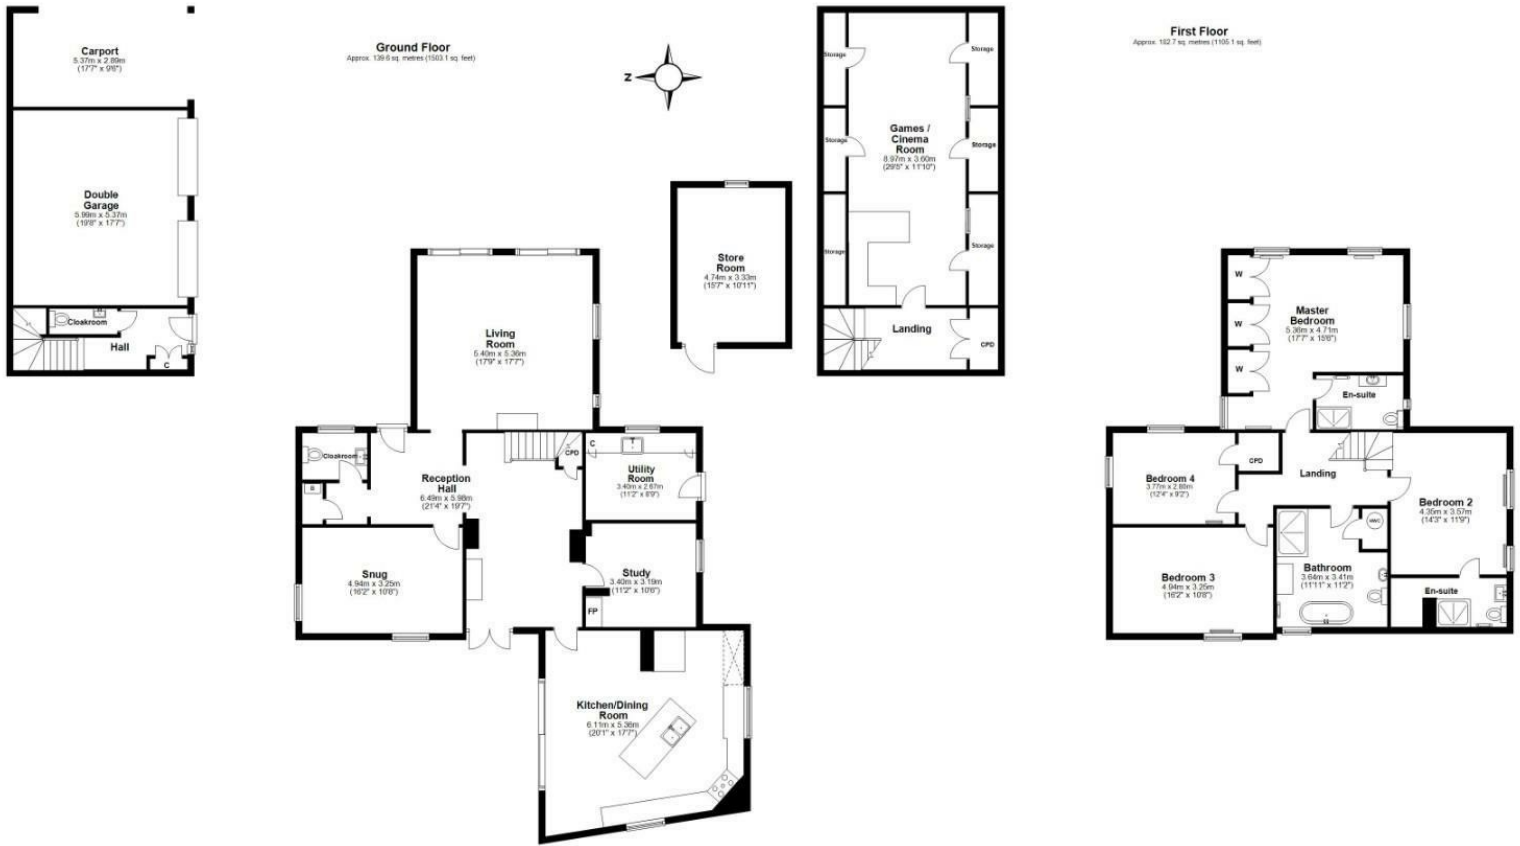 Ground Floor
Approx. 139.6 sq. metres (1503.1 sq. feet)
Carport
5.37m x 2.89m
(17'7" x 9'6")
Double
Garage
5.99m x 5.37m
(19'8" x 17'7")
Cloakroom
Hall
C
Z
Living
Room
5.40m x 5.36m
(17'9" x 17'7")
Store
Room
4.74m x 3.33m
(15'7" x 10'11")
Cloakroom
B
Reception
Hall
6.49m x 5.98m
(21'4" x 19'7")
CPD
C
Utility
Room
3.40m x 2.67m
(11'2" x 8'9")
Snug
4.94m x 3.25m
(16'2" x 10'8")
Study
3.40m x 3.19m
(11'2" x 10'6")
FP
Kitchen/Dining
Room
6.11m x 5.36m
(20'1" x 17'7")
Storage
Storage
Games /
Cinema
Room
8.97m x 3.60m
(29'5" x 11'10")
Storage
Storage
Storage
Storage
Landing
CPD
First Floor
Approx. 102.7 sq. metres (1105.1 sq. feet)
W
W
W
Master
Bedroom
5.36m x 4.71m
(17'7" x 15'6")
En-suite
Bedroom 4
3.77m x 2.88m
(12'4" x 9'2")
CPD
Landing
Bedroom 2
4.35m x 3.57m
(14'3" x 11'9")
HWC
Bedroom 3
4.94m x 3.25m
(16'2" x 10'8")
Bathroom
3.64m x 3.41m
(11'11" x 11'2")
En-suite